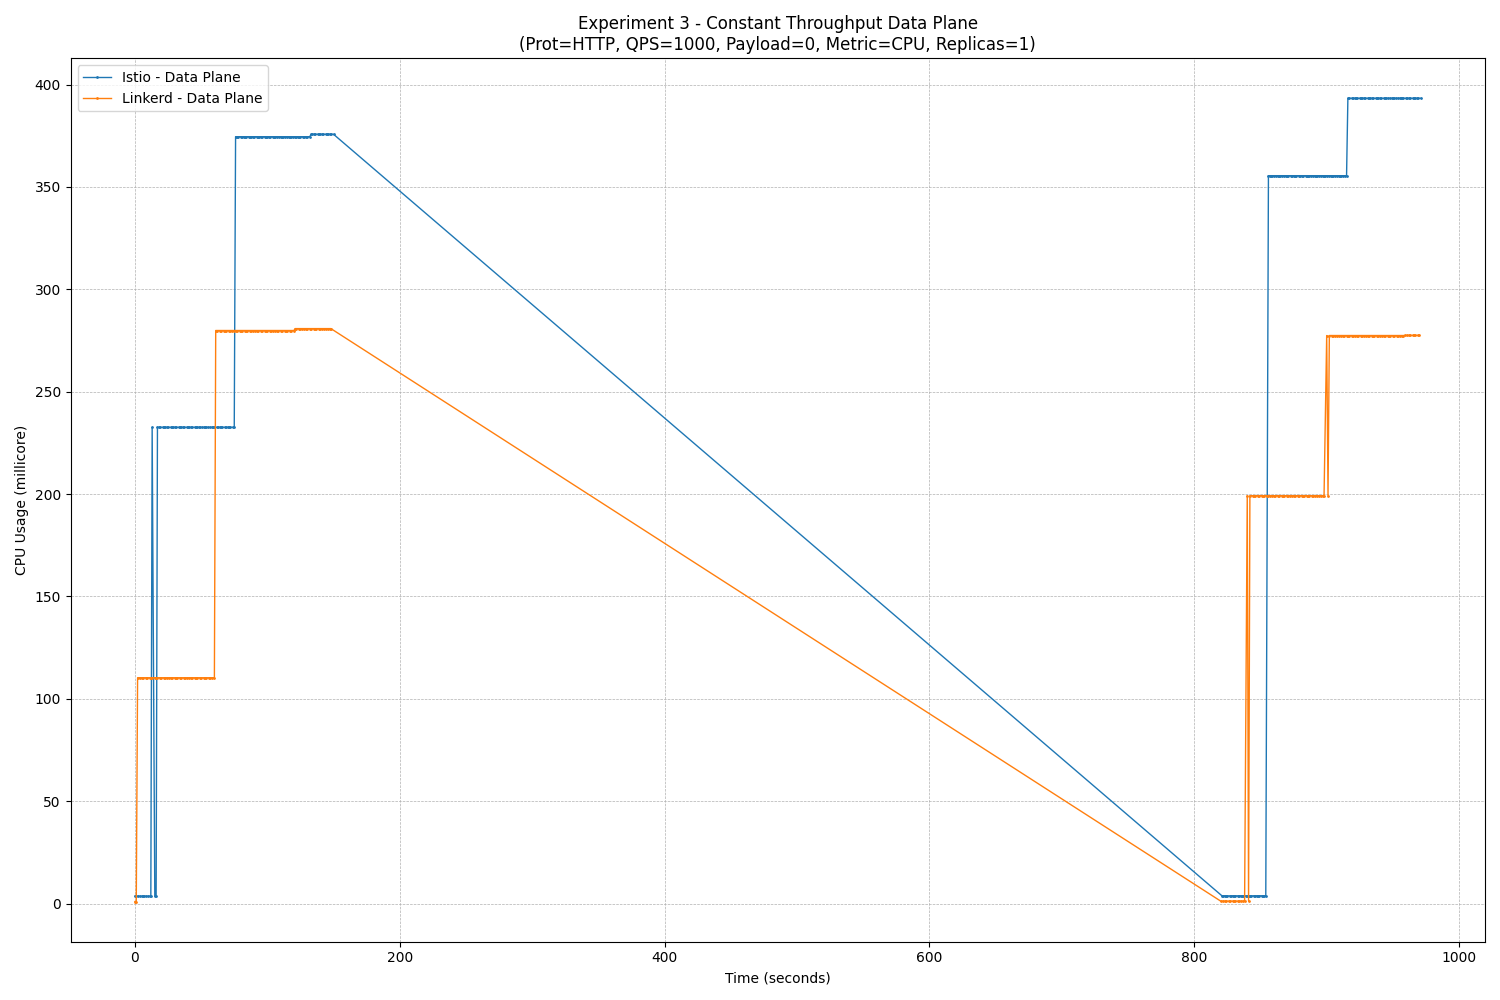 Experiment 3 - Constant Throughput Data Plane
(Prot=HTTP, QPS=1000, Payload=0, Metric=CPU, Replicas=1)
Istio - Data Plane
Linkerd - Data Plane
CPU Usage (millicore)
400
350
300
250
200
150
100
50
0
0
200
400
600
800
1000
Time (seconds)